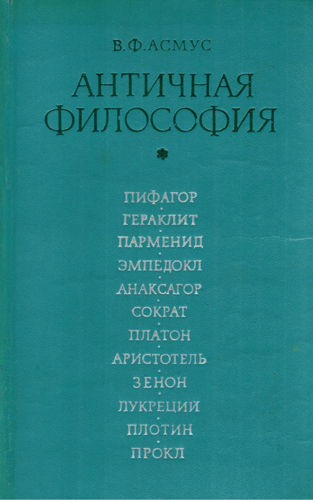 В.Ф.АСМУС
АНТИЧНАЯ
ФИЛОСОФИЯ
*
ПИФАГОР
ГЕРАКЛИТ
ПАРМЕНИД
ЭМПЕДОКЛ
АНАКСАГОР
СОКРАТ
ПЛАТОН
АРИСТОТЕЛЬ
ЗЕНОН
ЛУКРЕЦИЙ
ПЛОТИН
ПРОКЛ